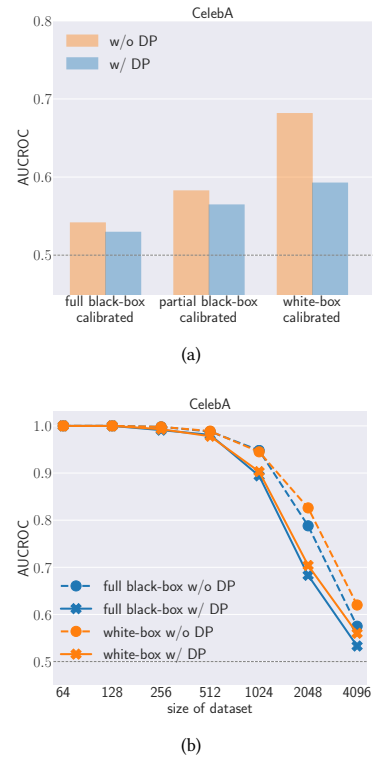 CelebA
0.8
w/o DP
w/ DP
0.7
AUCROC
0.6
0.5
full black-box partial black-box white-box
calibrated calibrated calibrated
(a)
CelebA
1.0
0.9
0.8
AUCROC
0.7
full black-box w/o DP
full black-box w/ DP
0.6
white-box w/o DP
white-box w/ DP
0.5
64 128 256 512 1024 2048 4096
size of dataset
(b)